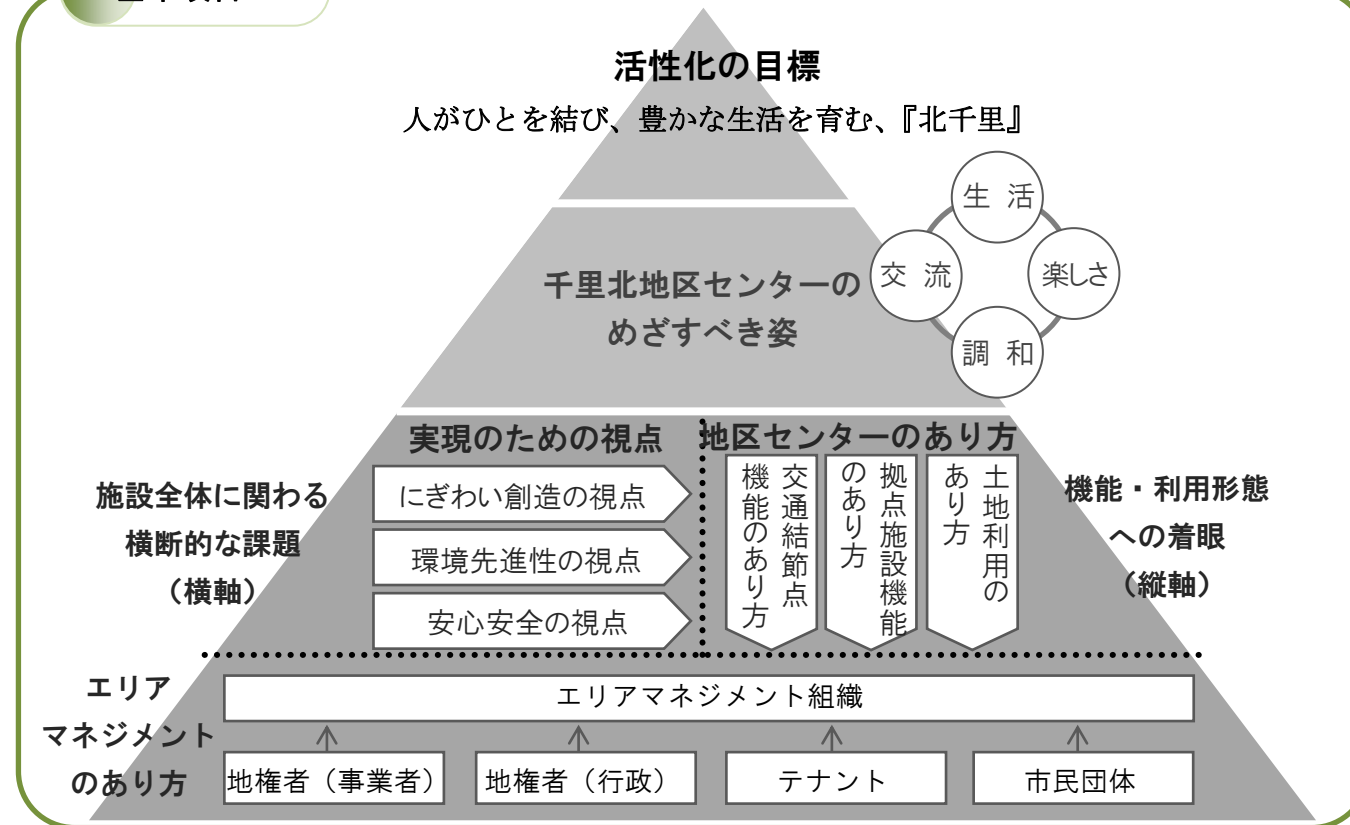 活性化の目標
人がひとを結び、豊かな生活を育む、『北千里』
生 活
交 流
楽しさ
調 和
千里北地区センターの
めざすべき姿
実現のための視点
地区センターのあり方
施設全体に関わる
横断的な課題
（横軸）
にぎわい創造の視点
環境先進性の視点
安心安全の視点
交通結節点
機能のあり方
拠点施設機能
のあり方
土地利用の
あり方
機能・利用形態
への着眼
（縦軸）
エリア
マネジメント
のあり方
エリアマネジメント組織
地権者（事業者）
地権者（行政）
テナント
市民団体